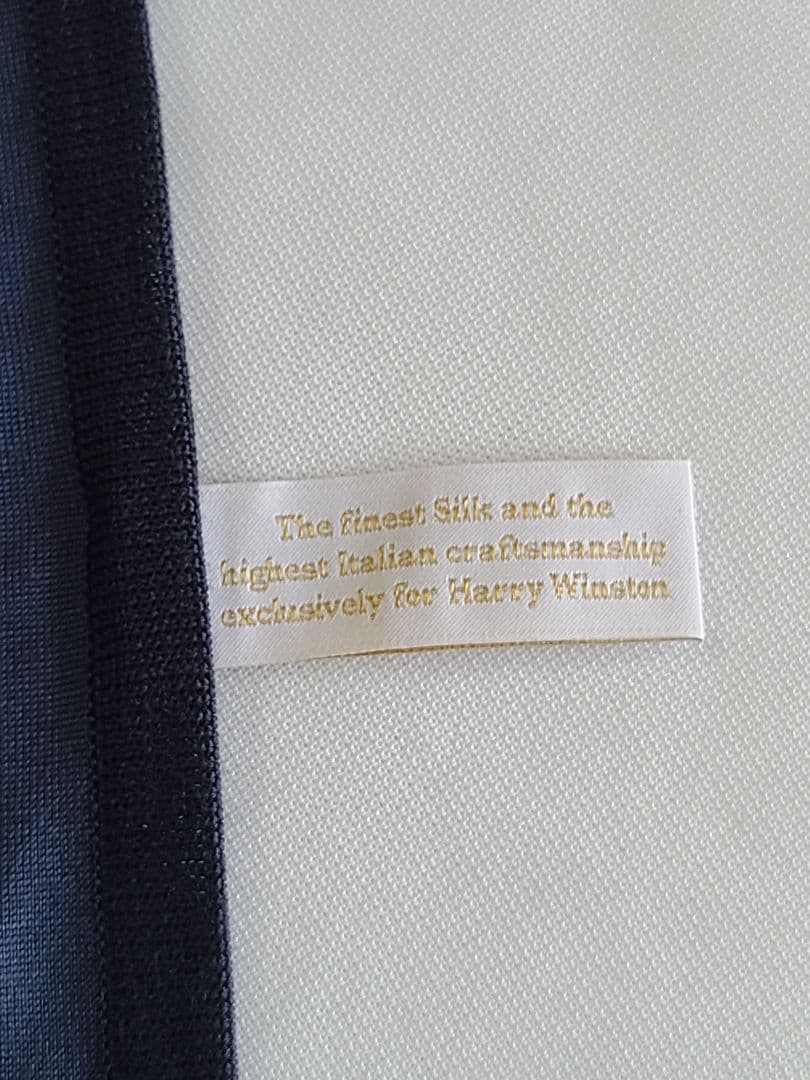 The finest Silk and the
highest Italian craftsmanship
exclusively for Harry Winston